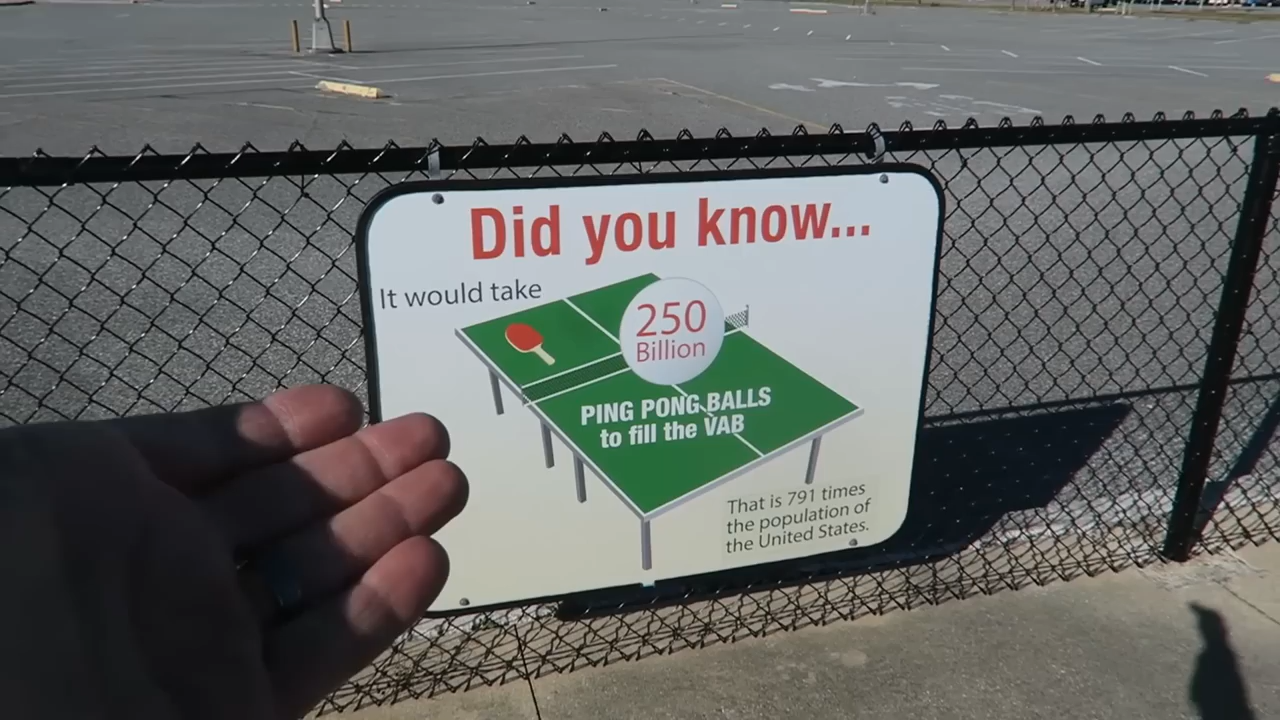 Did you know...
It would take
250
Billion
PING PONG BALLS
to fill the VAB
That is 791 times
the population of
the United States.